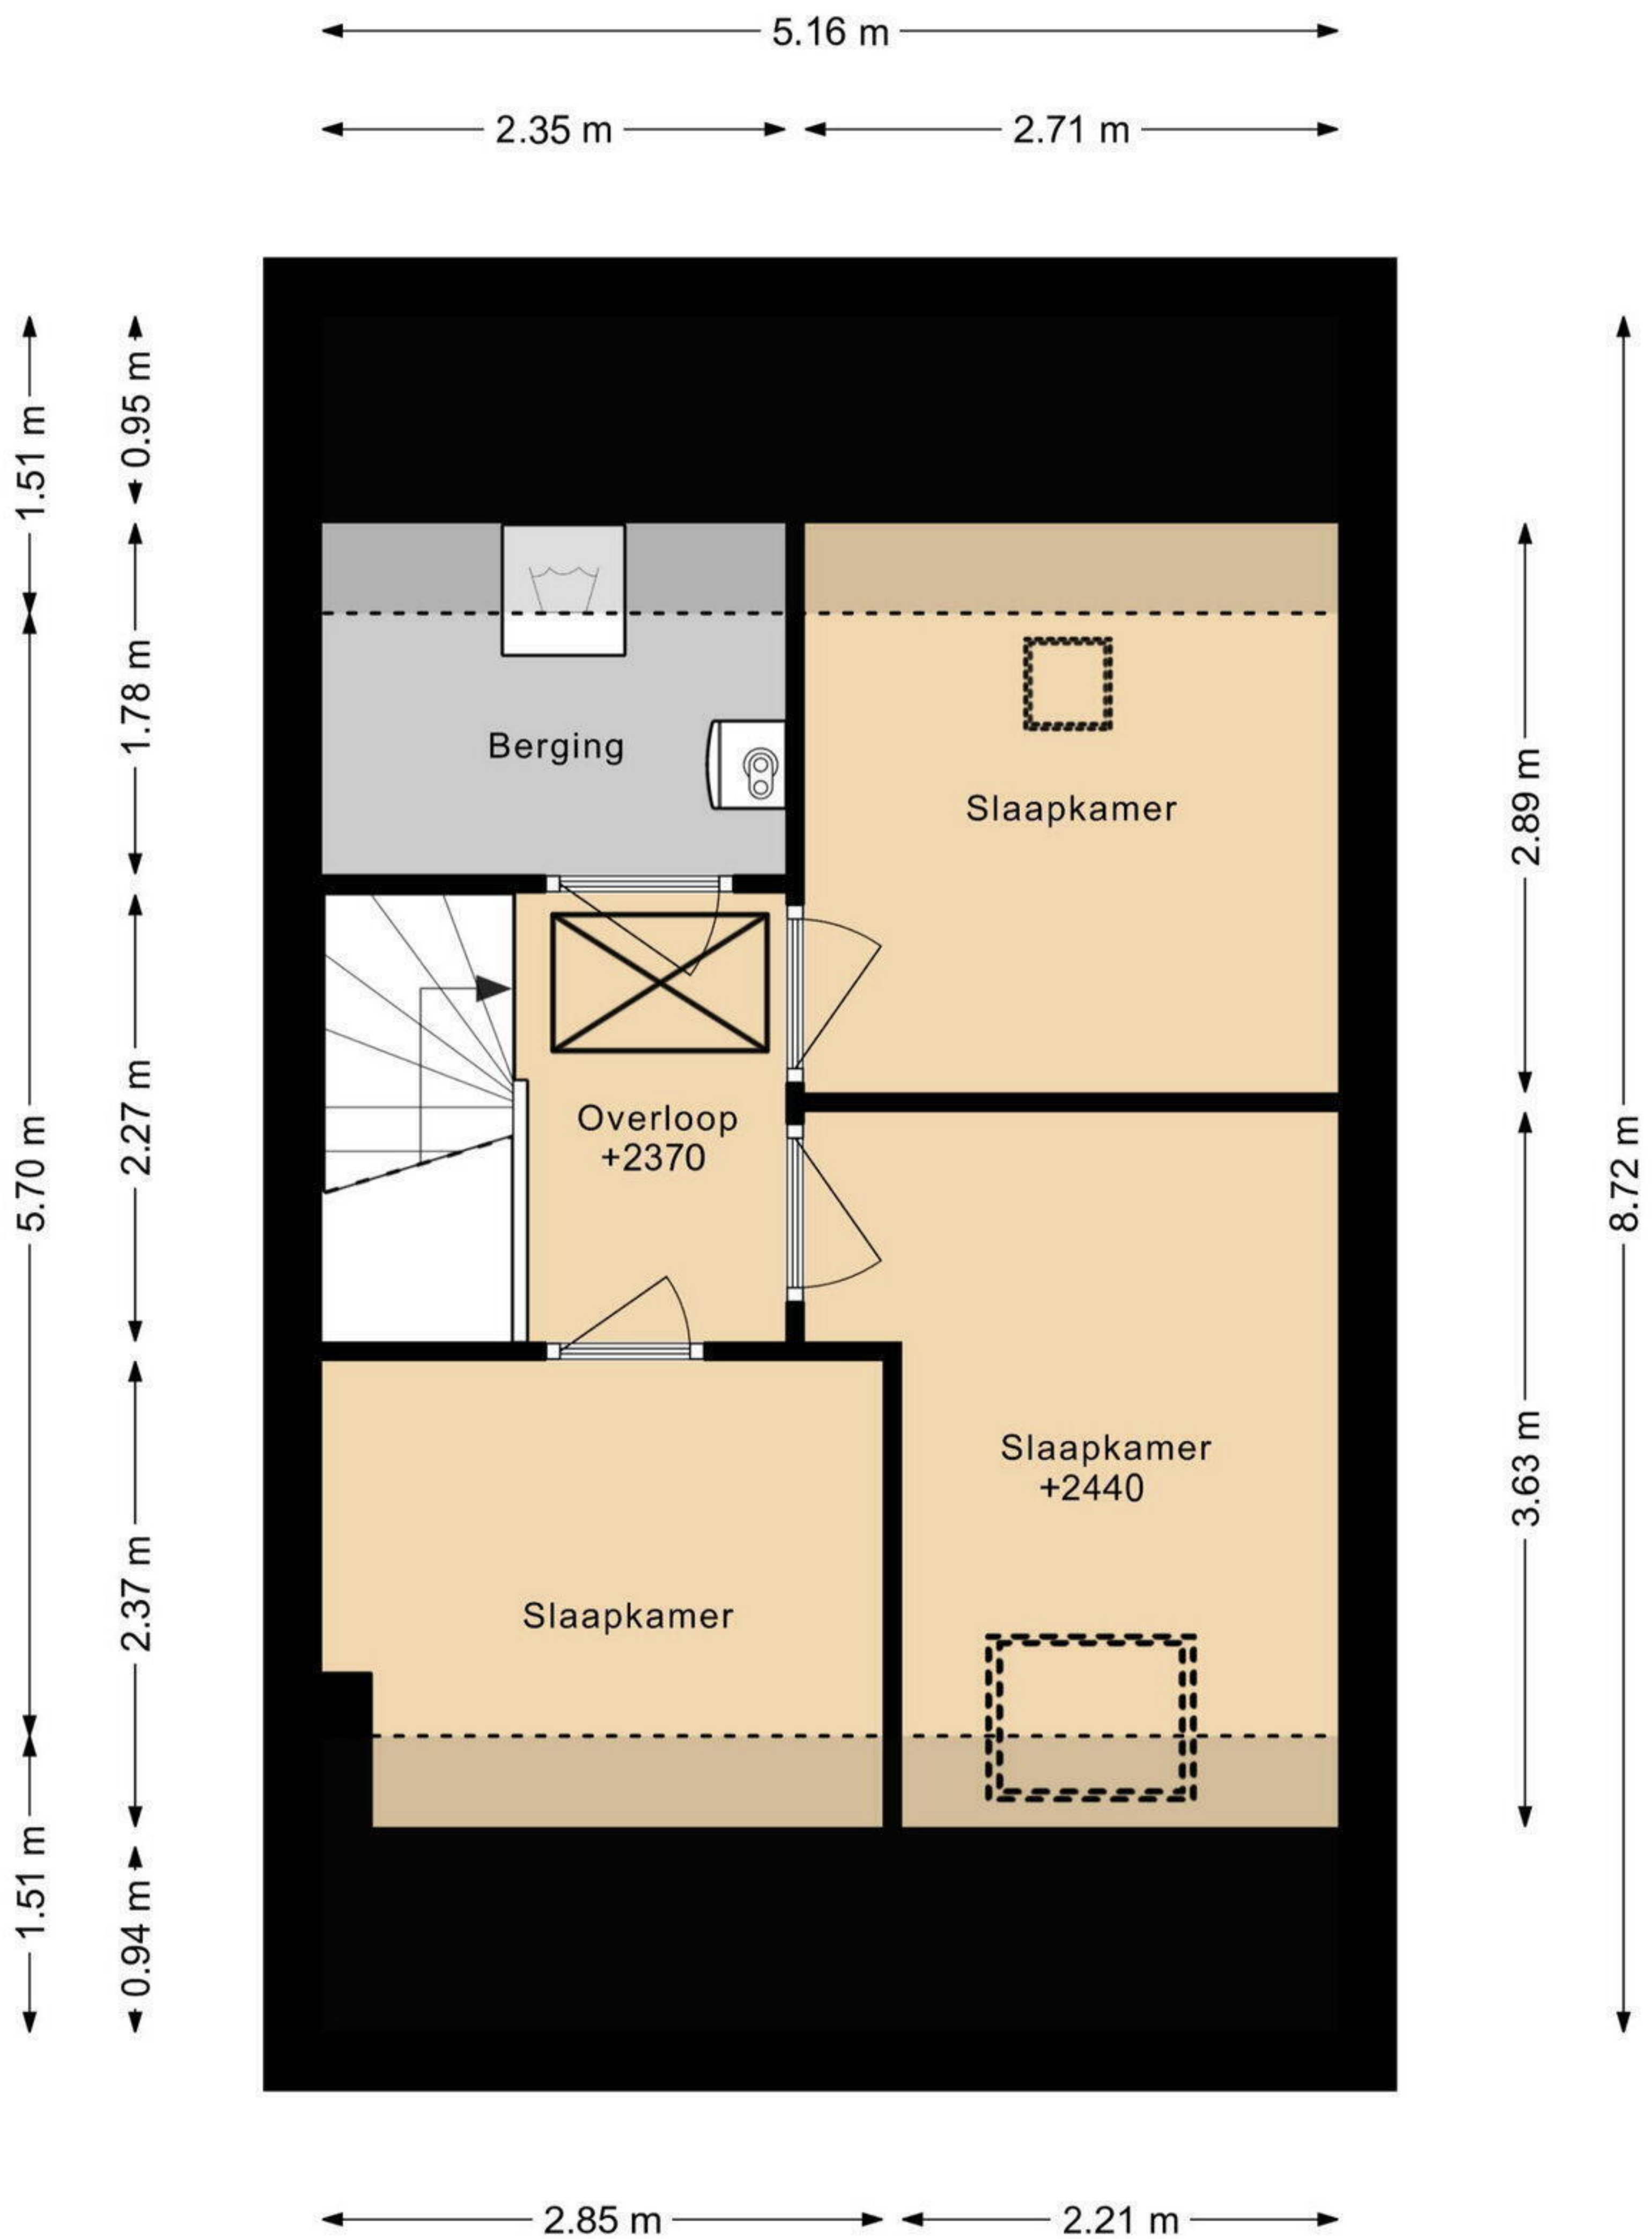 5.16 m
2.35 m
2.71 m
1.51 m
0.95 m
1.78 m
Berging
Slaapkamer
2.89 m
5.70 m
2.27 m
Overloop
+2370
8.72 m
Slaapkamer
+2440
3.63 m
2.37 m
Slaapkamer
1.51 m
0.94 m
2.85 m
2.21 m